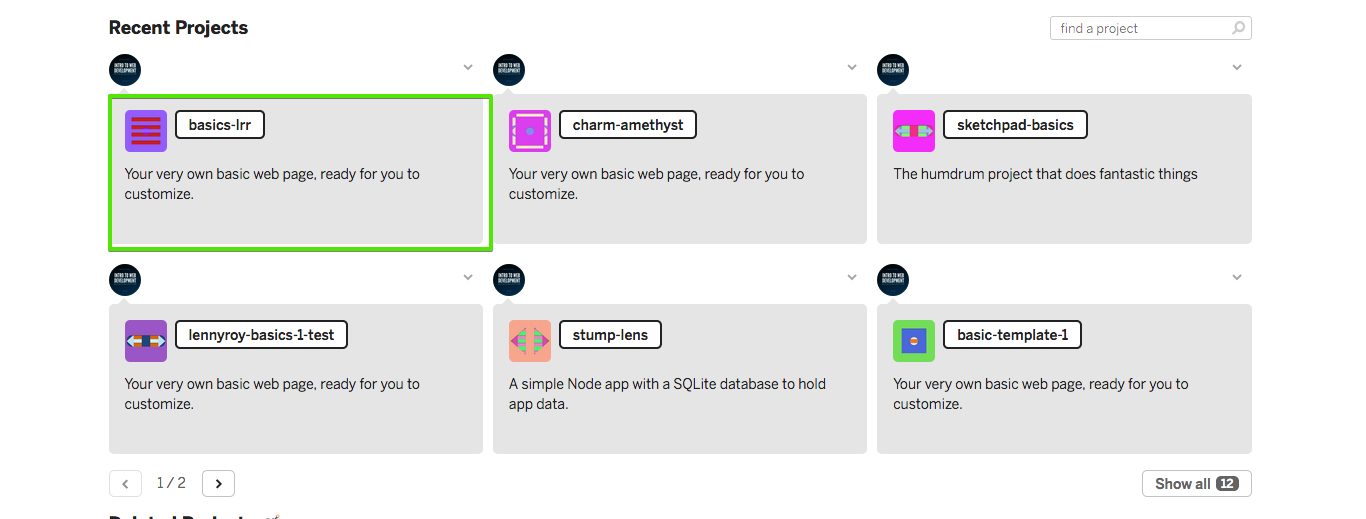 Recent Projects
find a project
INTRO TO WEB
DEVELOPMENT
basics-lrr
Your very own basic web page, ready for you to
customize.
INTRO TO WEB
DEVELOPMENT
charm-amethyst
Your very own basic web page, ready for you to
customize.
INTRO TO WEB
DEVELOPMENT
sketchpad-basics
The humdrum project that does fantastic things
INTRO TO WEB
DEVELOPMENT
lennyroy-basics-1-test
Your very own basic web page, ready for you to
customize.
INTRO TO WEB
DEVELOPMENT
stump-lens
A simple Node app with a SQLite database to hold
app data.
INTRO TO WEB
DEVELOPMENT
basic-template-1
Your very own basic web page, ready for you to
customize.
1 / 2
Show all 12